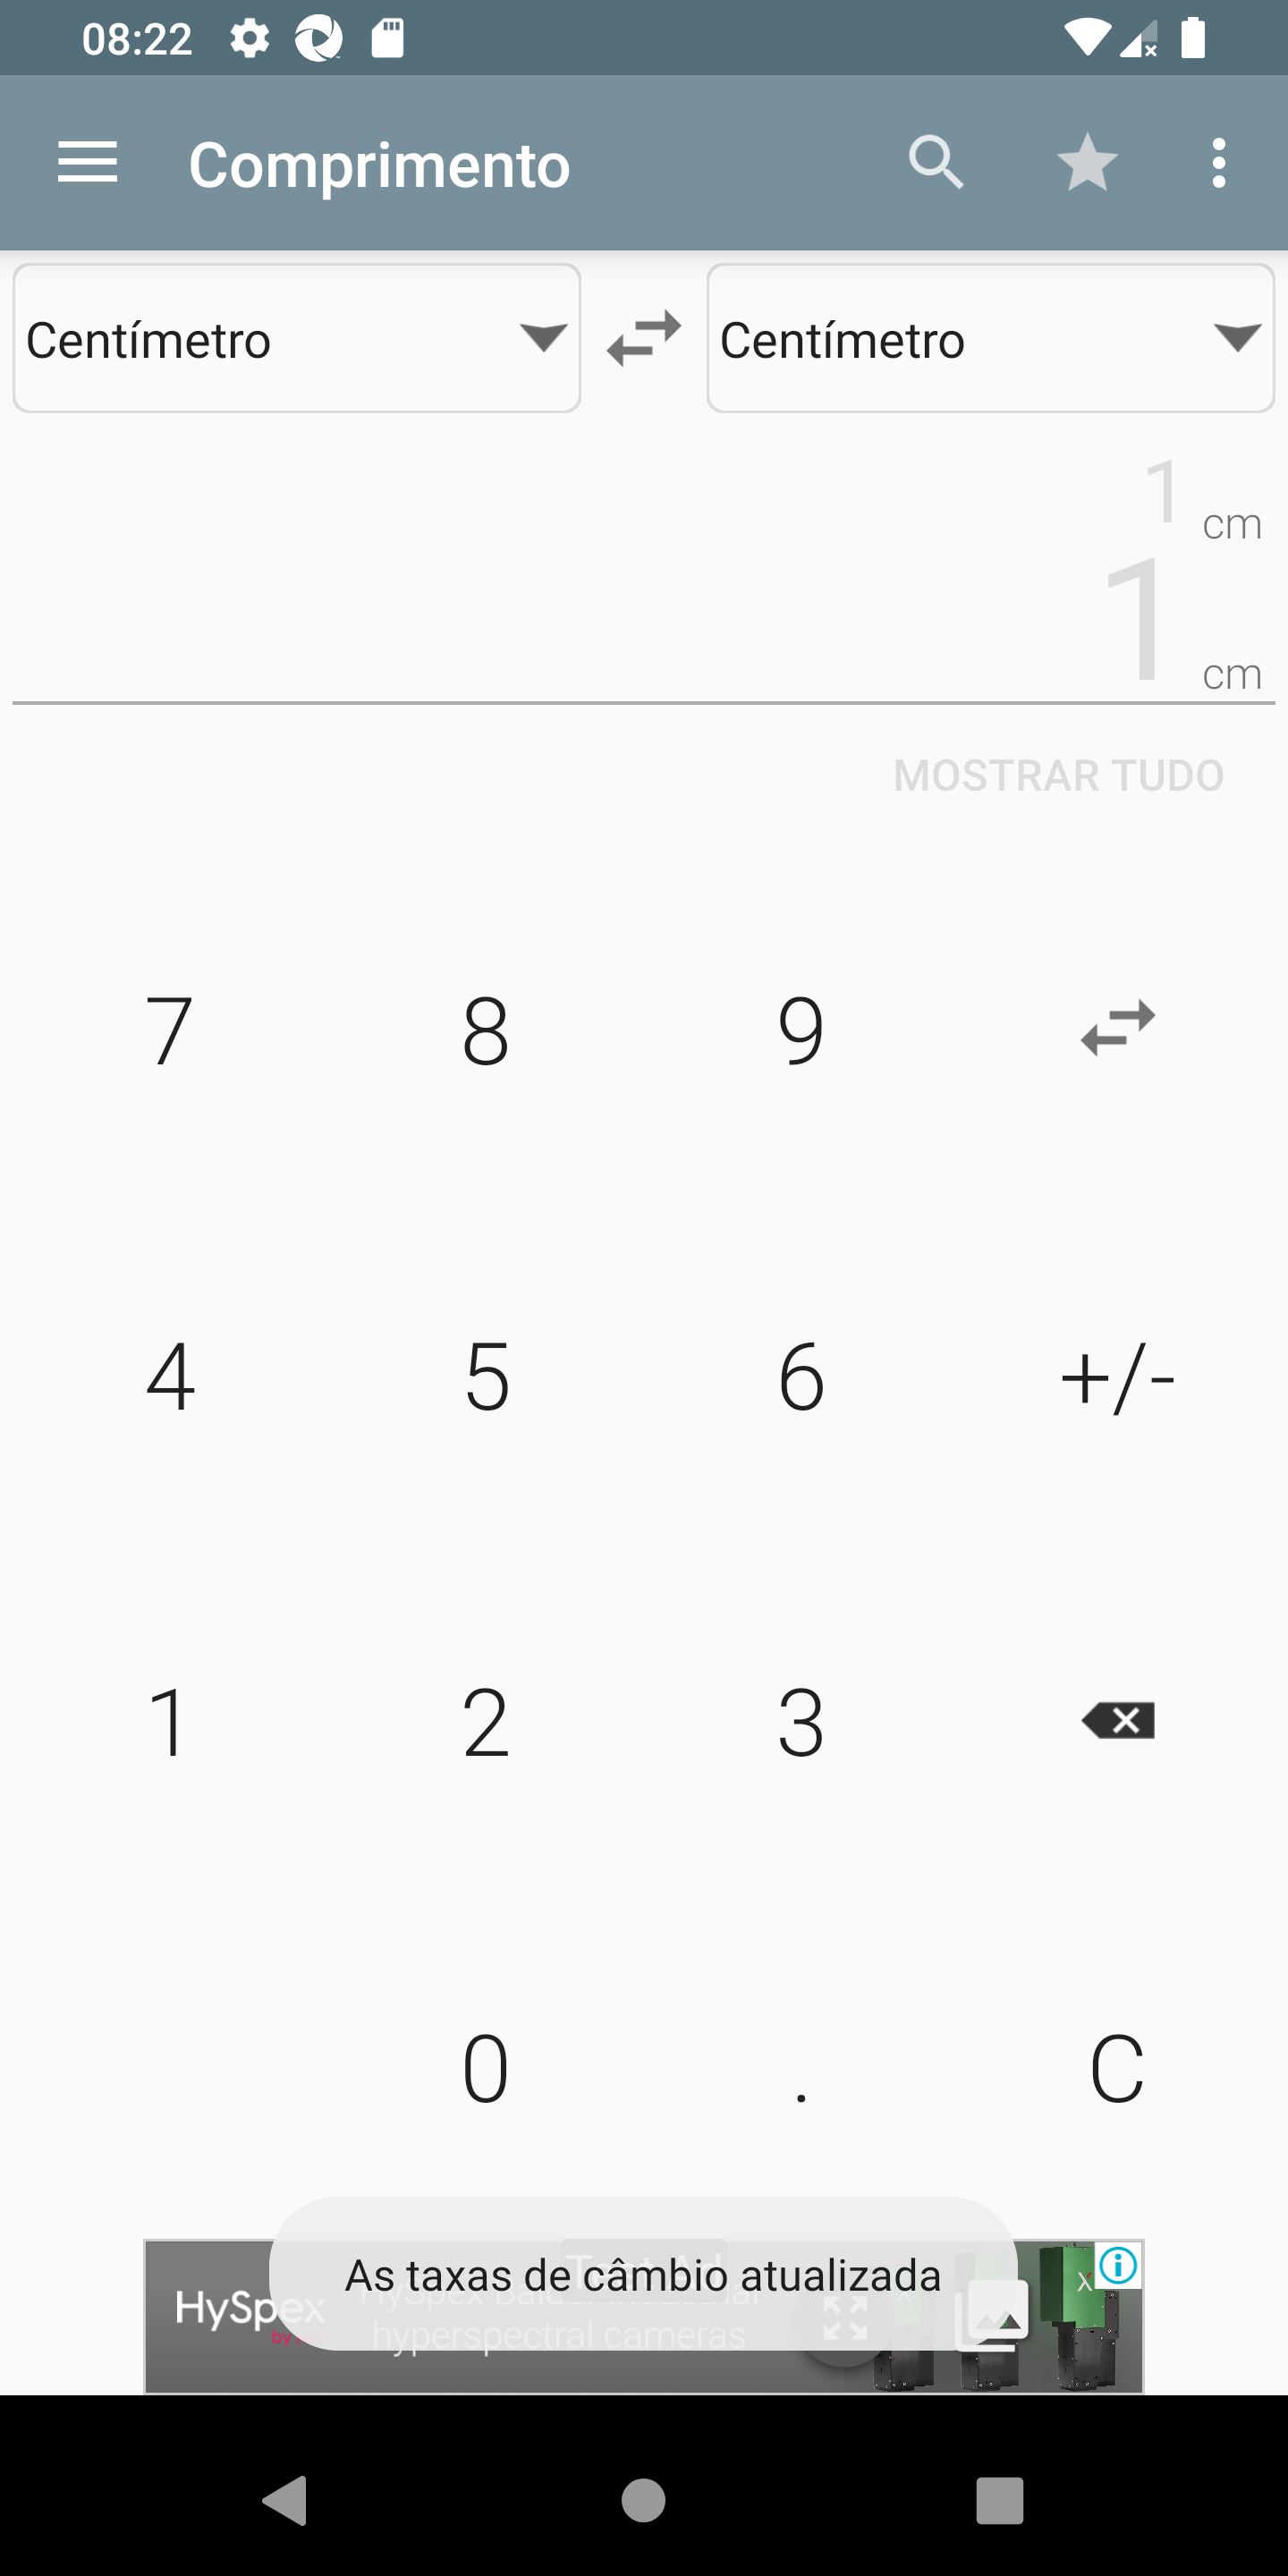 08:22
Comprimento
Centímetro
Centímetro
1 cm
1 cm
MOSTRAR TUDO
7 8 9
4 5 6 +/-
1 2 3
0 . C
As taxas de câmbio atualizada
HySpex
by
hyperspectral cameras